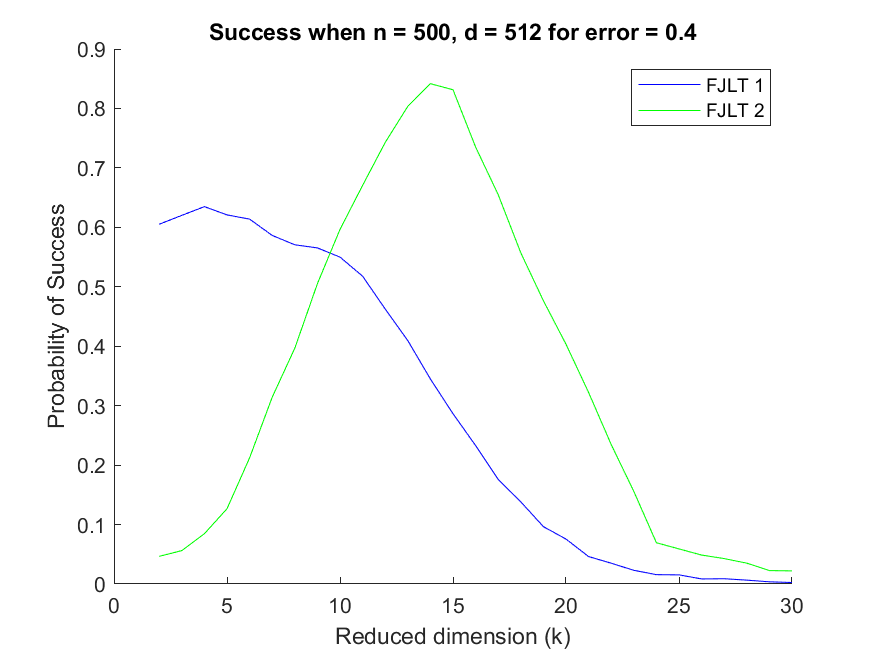 Success when n = 500, d = 512 for error = 0.4
FJLT 1
FJLT 2
Probability of Success
0.9
0.8
0.7
0.6
0.5
0.4
0.3
0.2
0.1
0
0 5 10 15 20 25 30
Reduced dimension (k)